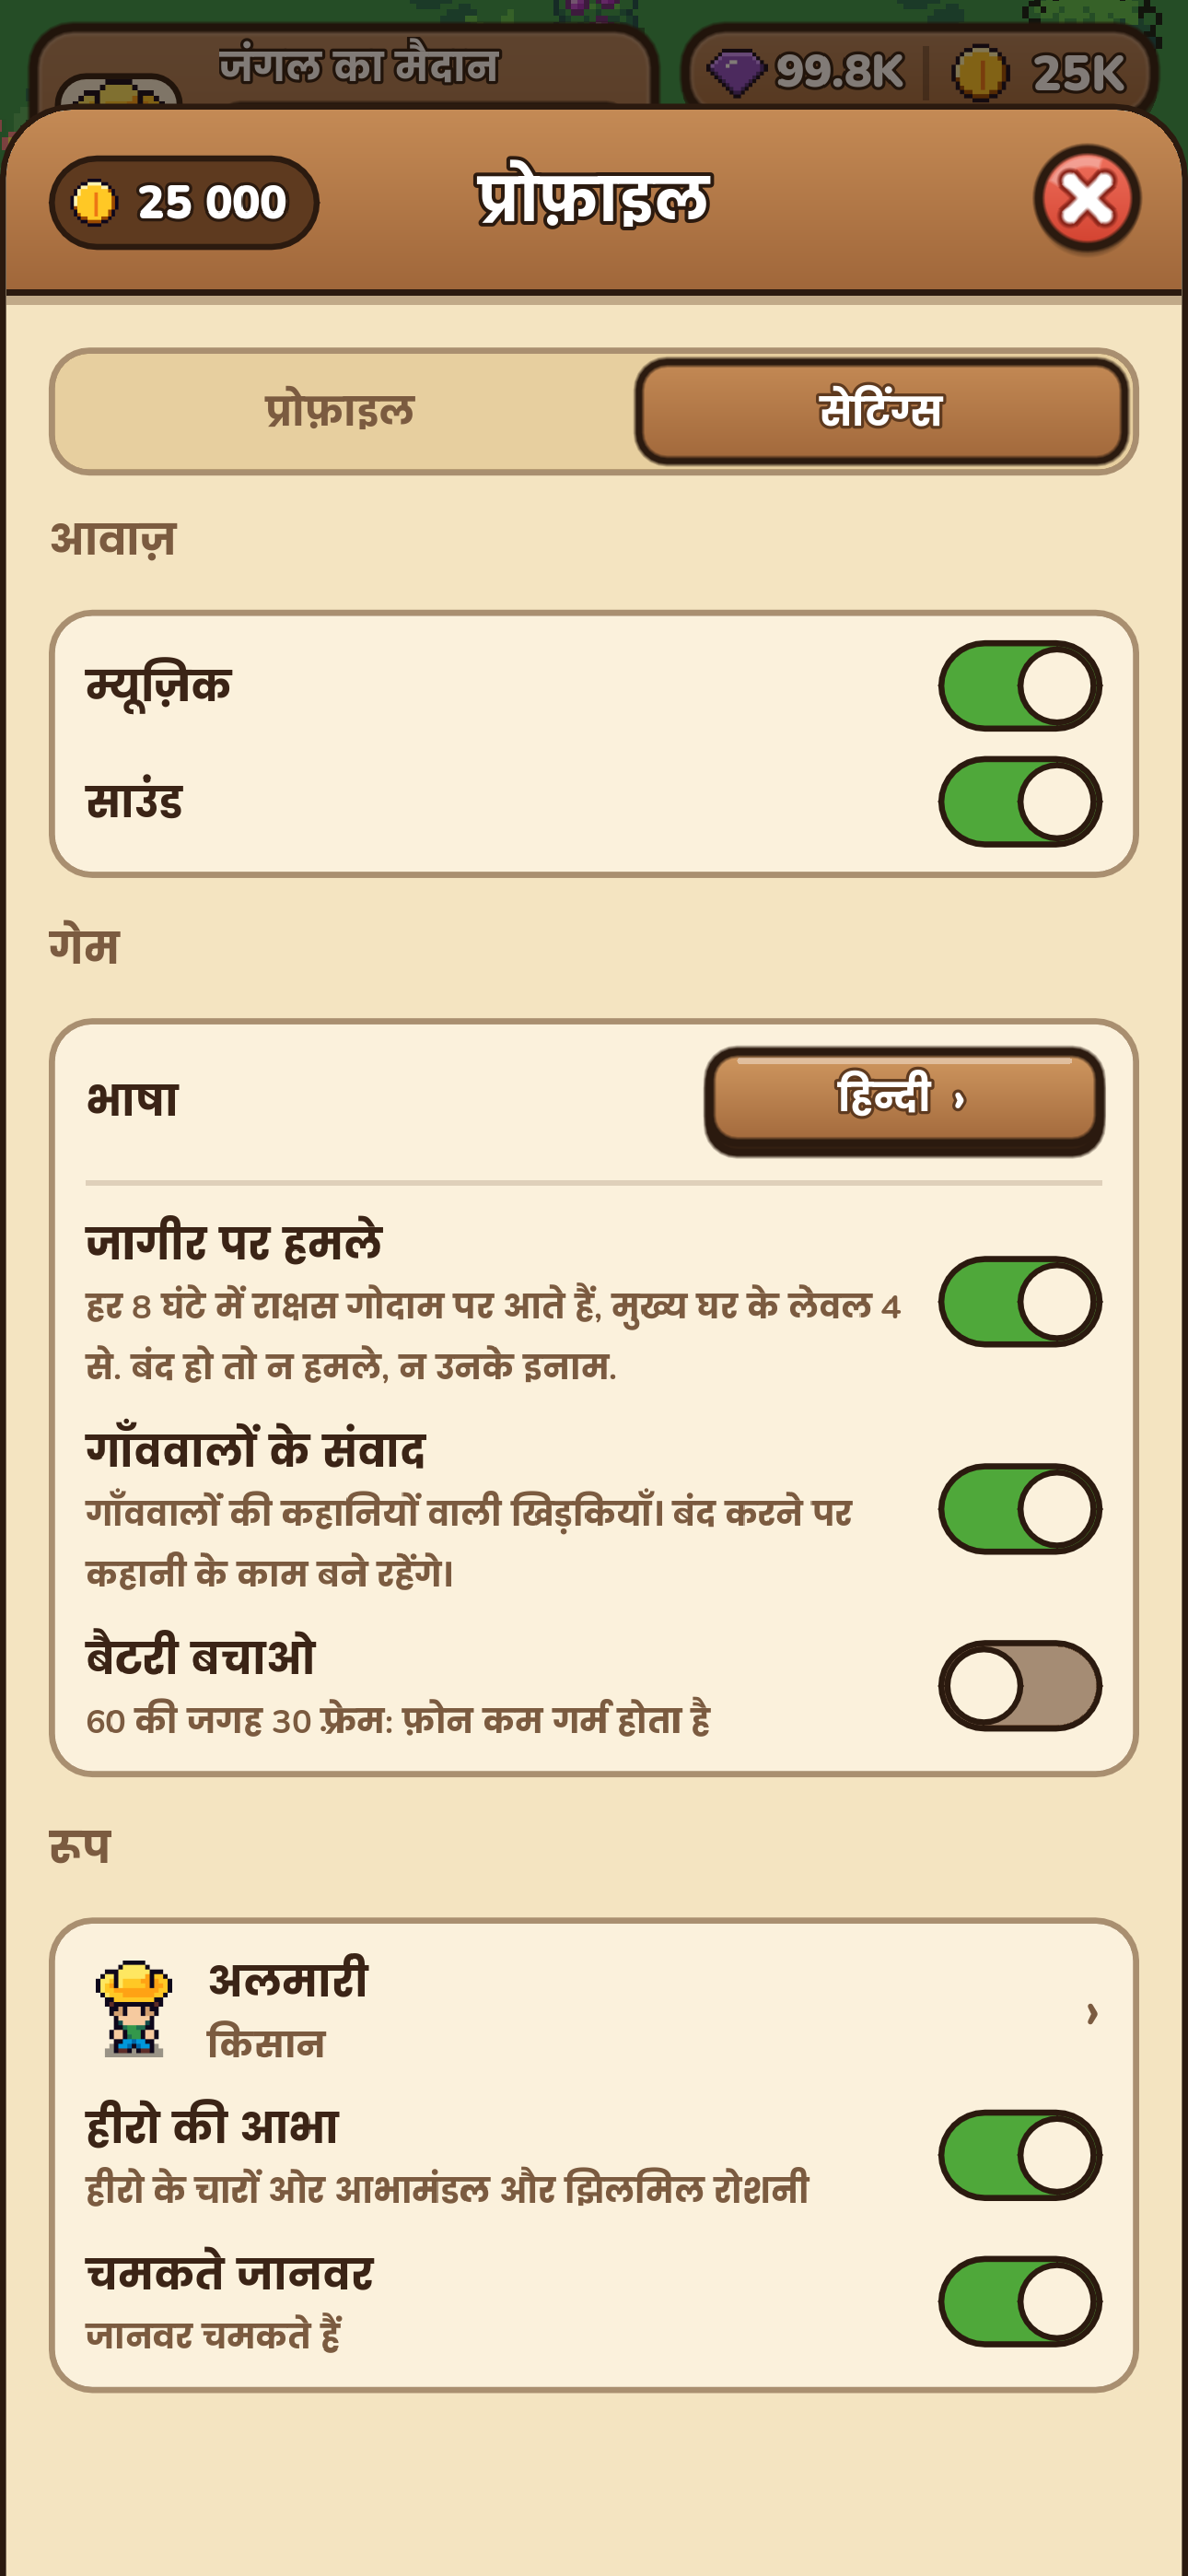 जंगल का मैदान
99.8K
25K
25 000
प्रोफ़ाइल
प्रोफ़ाइल
सेटिंग्स
आवाज़
म्यूज़िक
साउंड
गेम
भाषा
हिन्दी ›
जागीर पर हमले
हर 8 घंटे में राक्षस गोदाम पर आते हैं, मुख्य घर के लेवल 4
से. बंद हो तो न हमले, न उनके इनाम.
गाँववालों के संवाद
गाँववालों की कहानियों वाली खिड़कियाँ। बंद करने पर
कहानी के काम बने रहेंगे।
बैटरी बचाओ
60 की जगह 30 फ़्रेम: फ़ोन कम गर्म होता है
रूप
अलमारी
किसान
›
हीरो की आभा
हीरो के चारों ओर आभामंडल और झिलमिल रोशनी
चमकते जानवर
जानवर चमकते हैं